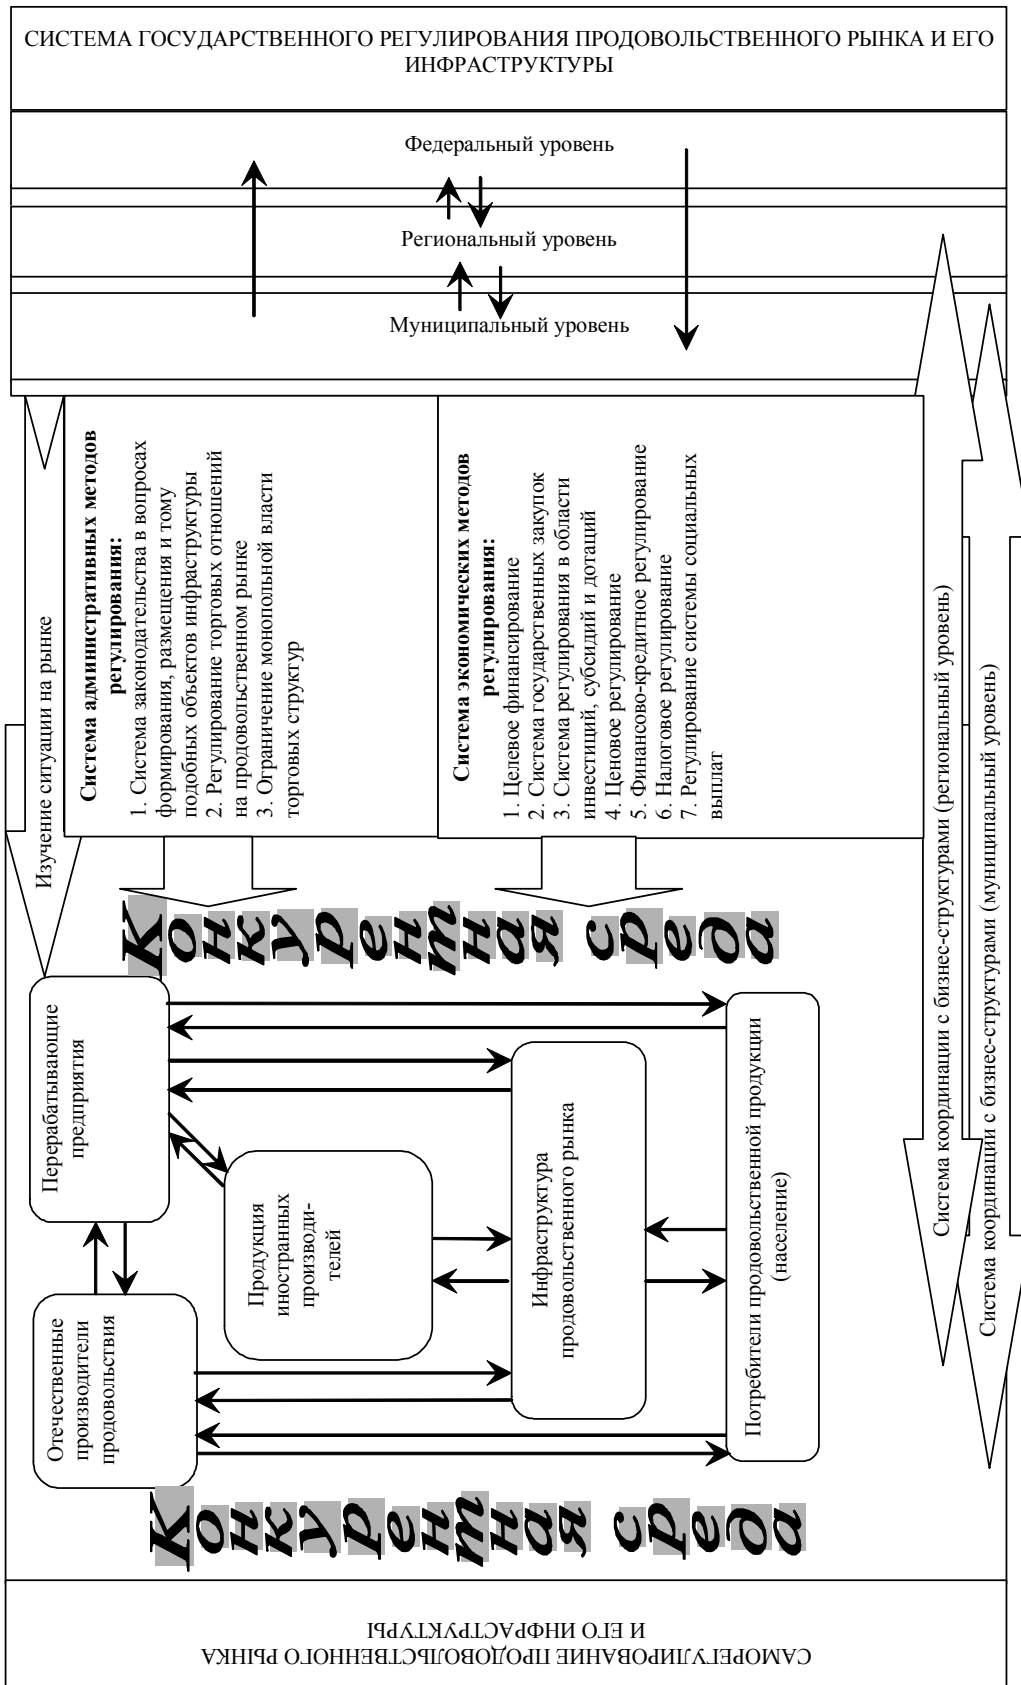 СИСТЕМА ГОСУДАРСТВЕННОГО РЕГУЛИРОВАНИЯ ПРОДОВОЛЬСТВЕННОГО РЫНКА И ЕГО
ИНФРАСТРУКТУРЫ
Федеральный уровень
Региональный уровень
Муниципальный уровень
Изучение ситуации на рынке
Система административных методов
регулирования:
1. Система законодательства в вопросах
формирования, размещения и тому
подобных объектов инфраструктуры
2. Регулирование торговых отношений
на продовольственном рынке
3. Ограничение монопольной власти
торговых структур
Система экономических методов
регулирования:
1. Целевое финансирование
2. Система государственных закупок
3. Система регулирования в области
инвестиций, субсидий и дотаций
4. Ценовое регулирование
5. Финансово-кредитное регулирование
6. Налоговое регулирование
7. Регулирование системы социальных
выплат
Система координации с бизнес-структурами (региональный уровень)
Система координации с бизнес-структурами (муниципальный уровень)
Конкурентная среда
Перерабатывающие
предприятия
Отечественные
производители
продовольствия
Продукция
иностранных
производи-
телей
Инфраструктура
продовольственного рынка
Потребители продовольственной продукции
(население)
Конкурентная среда
САМОРЕГУЛИРОВАНИЕ ПРОДОВОЛЬСТВЕННОГО РЫНКА
И ЕГО ИНФРАСТРУКТУРЫ